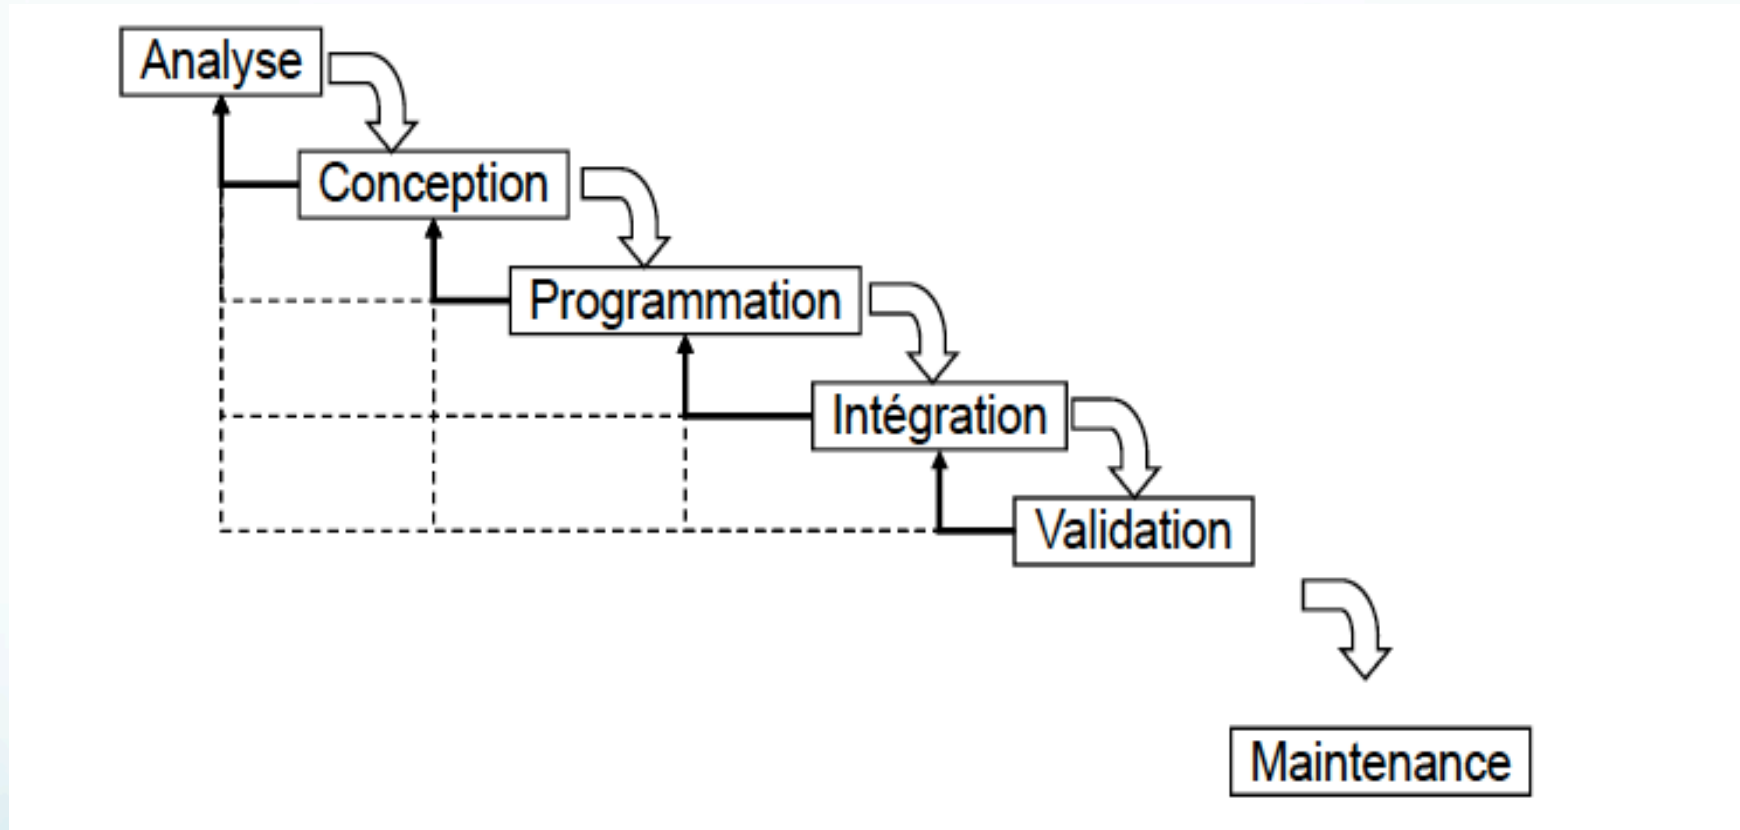 Analyse
Conception
Programmation
Intégration
Validation
Maintenance